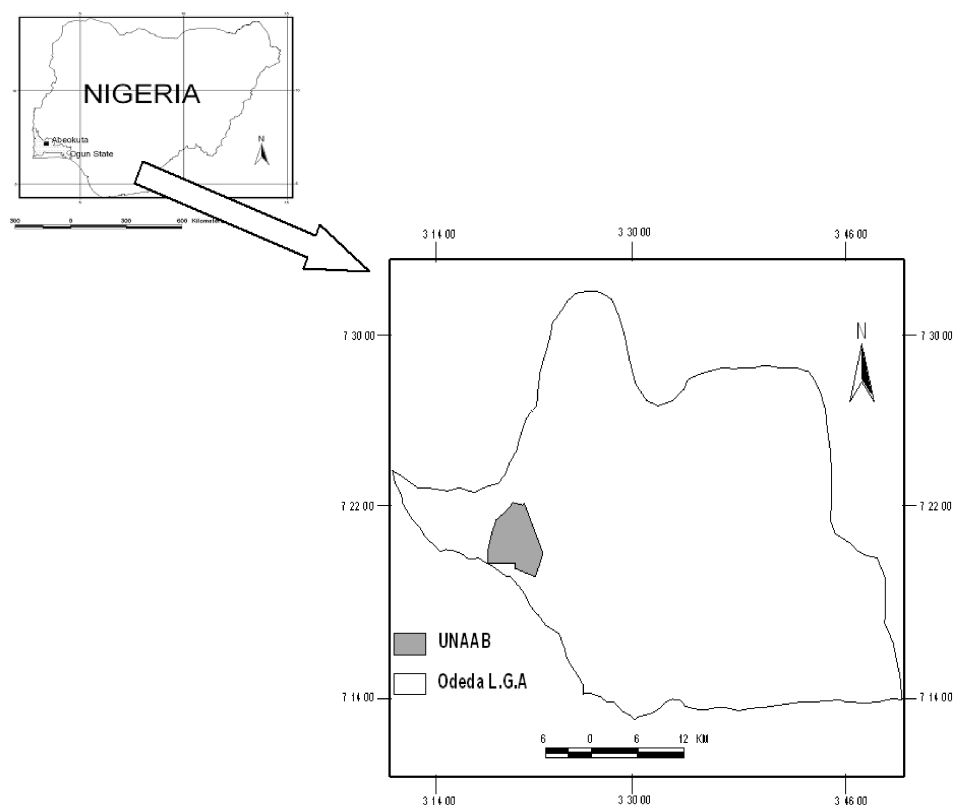 NIGERIA
Abeokuta
Ogun State
N
300 0 300 600
3 14 00 3 30 00 3 46 00
N
7 30 00 7 30 00
7 22 00 7 22 00
UNAAB
Odeda L.G.A
7 14 00 7 14 00
6 0 6 12 KM
3 14 00 3 30 00 3 46 00